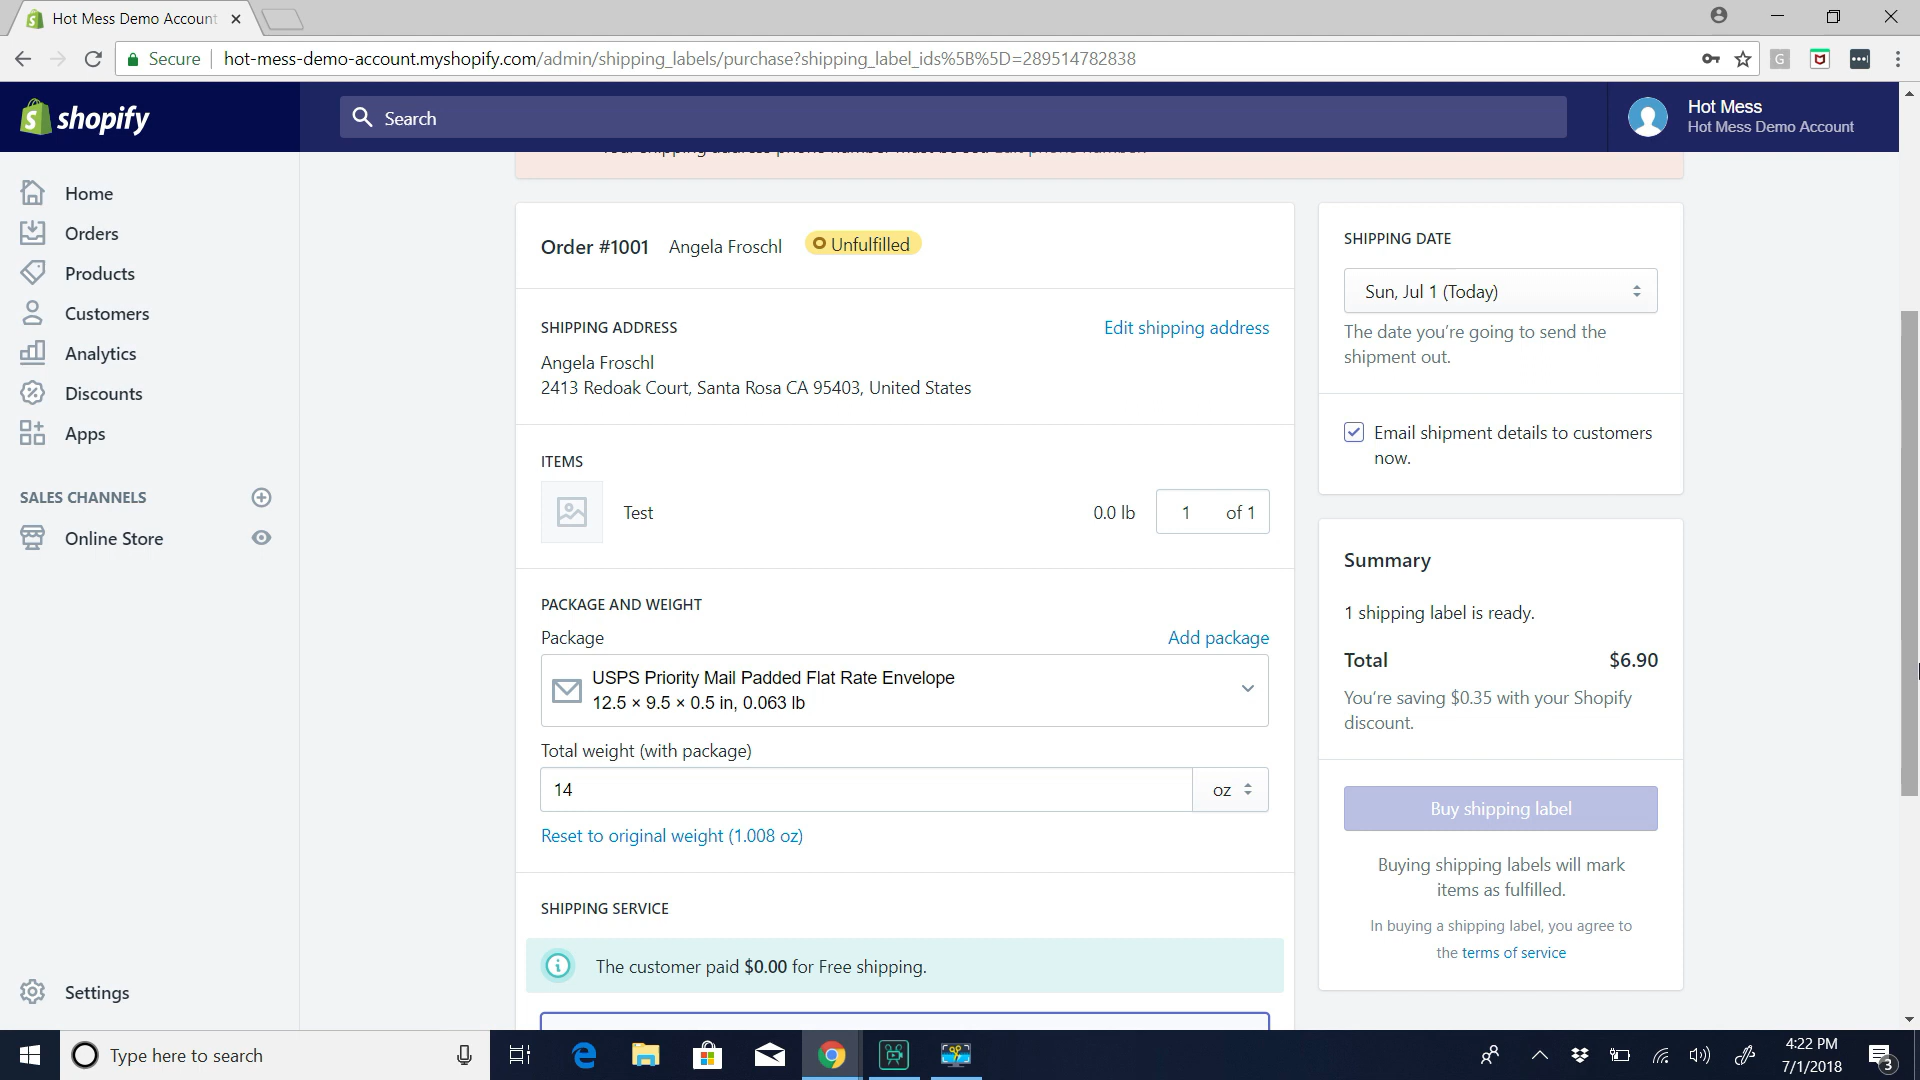 Hot Mess Demo Account
Secure
hot-mess-demo-account.myshopify.com/admin/shipping_labels/purchase?shipping_label_ids%5B%5D=289514782838
shopify
Search
Hot Mess
Hot Mess Demo Account
Home
Orders
Products
Customers
Analytics
Discounts
Apps
SALES CHANNELS
Online Store
Settings
Order #1001 Angela Froschl Unfulfilled
SHIPPING ADDRESS Edit shipping address
Angela Froschl
2413 Redoak Court, Santa Rosa CA 95403, United States
ITEMS
Test 0.0 lb 1 of 1
PACKAGE AND WEIGHT
Package Add package
USPS Priority Mail Padded Flat Rate Envelope
12.5 × 9.5 × 0.5 in, 0.063 lb
Total weight (with package)
14 oz
Reset to original weight (1.008 oz)
SHIPPING SERVICE
The customer paid $0.00 for Free shipping.
SHIPPING DATE
Sun, Jul 1 (Today)
The date you're going to send the
shipment out.
Email shipment details to customers
now.
Summary
1 shipping label is ready.
Total $6.90
You're saving $0.35 with your Shopify
discount.
Buy shipping label
Buying shipping labels will mark
items as fulfilled.
In buying a shipping label, you agree to
the terms of service
Type here to search
4:22 PM
7/1/2018
3